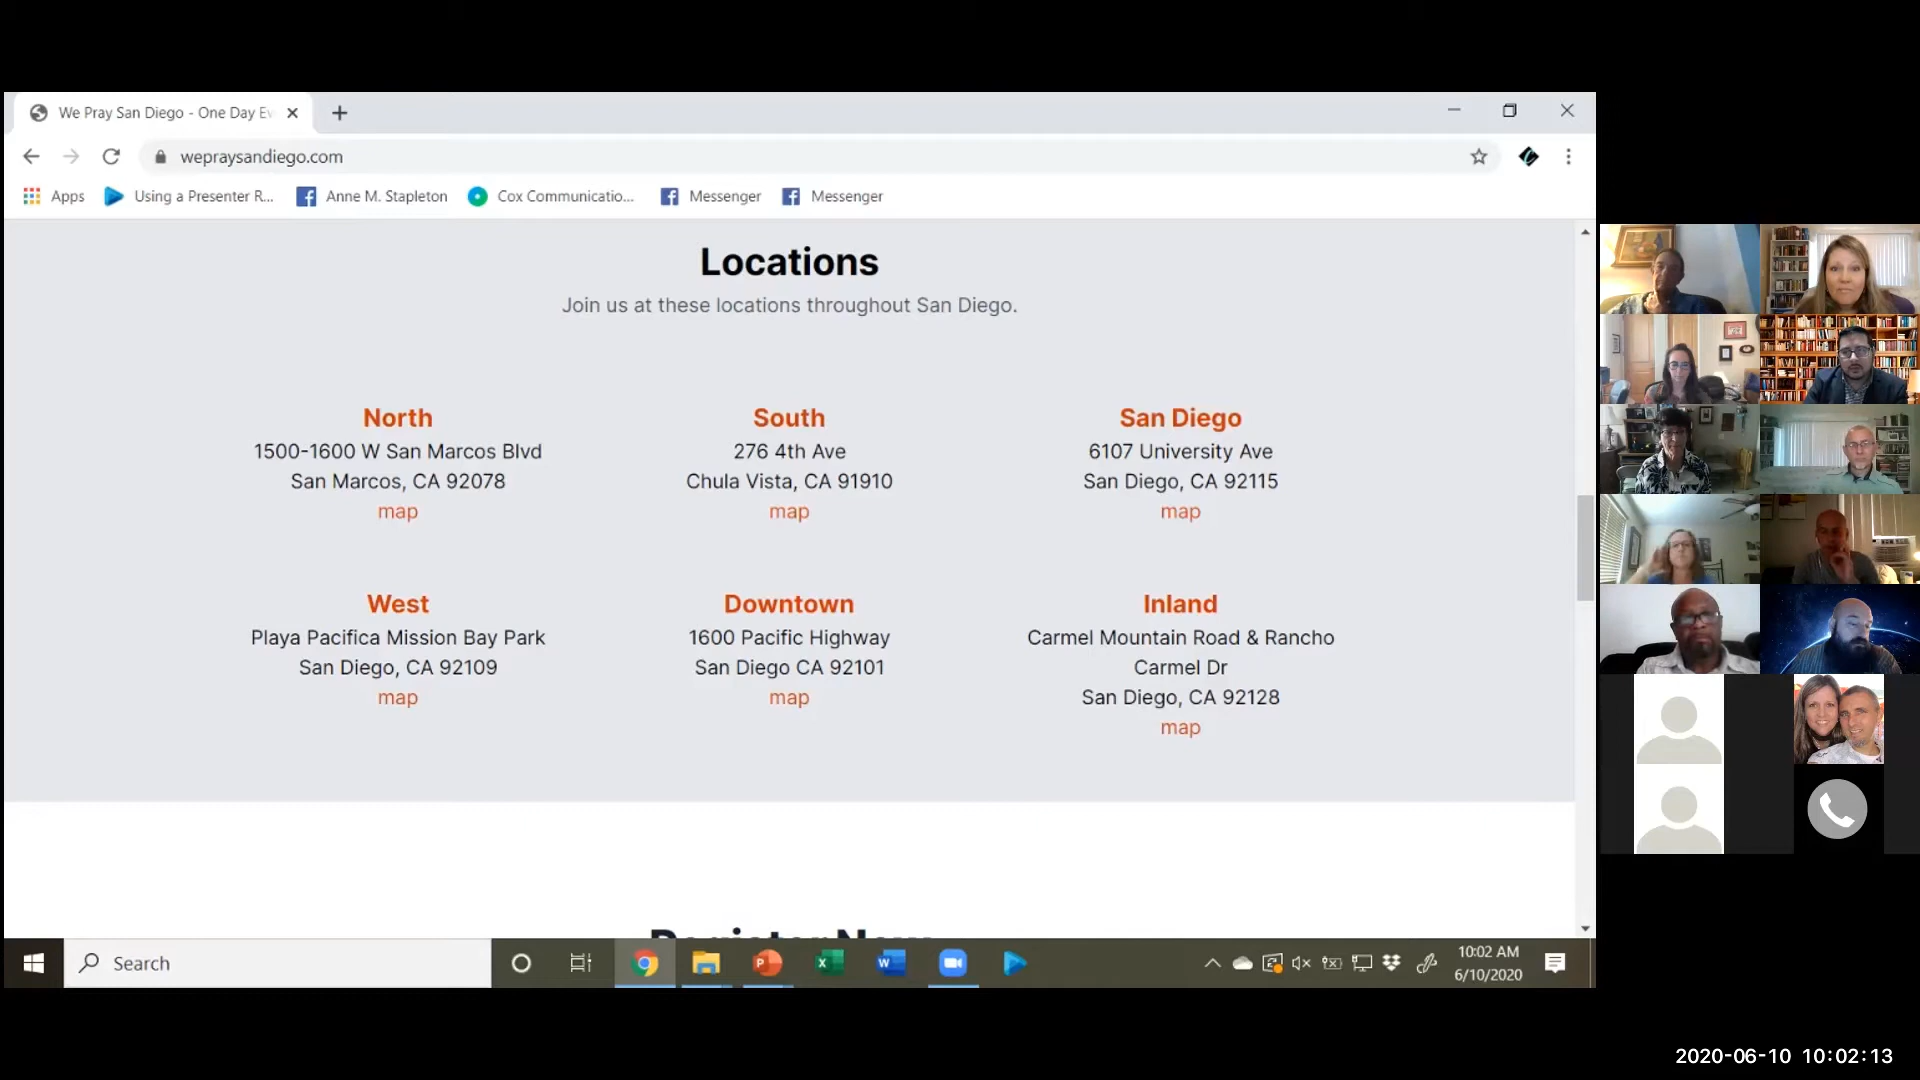 We Pray San Diego - One Day Ev
wepraysandiego.com
Apps
Using a Presenter R...
Anne M. Stapleton
Cox Communicatio...
Messenger
Messenger
Locations
Join us at these locations throughout San Diego.
North
1500-1600 W San Marcos Blvd
San Marcos, CA 92078
map
South
276 4th Ave
Chula Vista, CA 91910
map
San Diego
6107 University Ave
San Diego, CA 92115
map
West
Playa Pacifica Mission Bay Park
San Diego, CA 92109
map
Downtown
1600 Pacific Highway
San Diego CA 92101
map
Inland
Carmel Mountain Road & Rancho
Carmel Dr
San Diego, CA 92128
map
Register Now
Search
10:02 AM
6/10/2020
2020-06-10 10:02:13